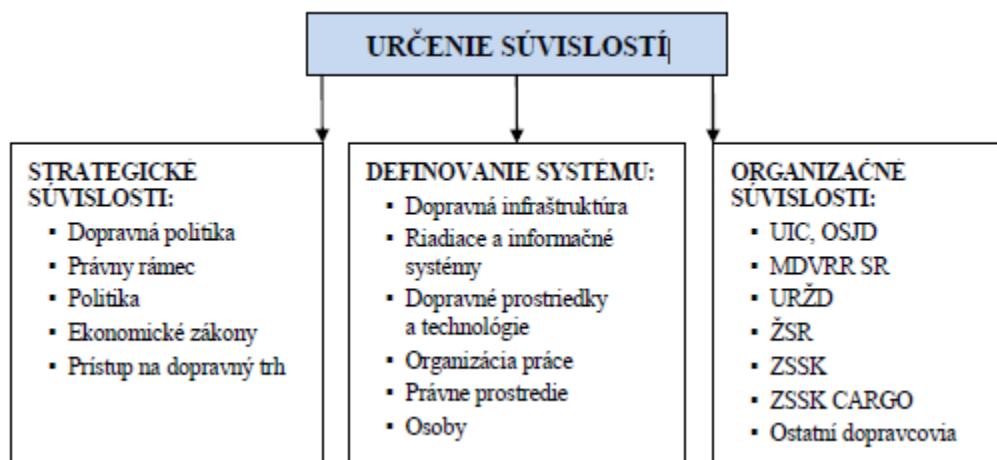 URČENIE SÚVISLOSTÍ
STRATEGICKÉ
SÚVISLOSTI:
▪ Dopravná politika
▪ Právny rámec
▪ Politika
▪ Ekonomické zákony
▪ Prístup na dopravný trh
DEFINOVANIE SYSTÉMU:
▪ Dopravná infraštruktúra
▪ Riadiace a informačné
systémy
▪ Dopravné prostriedky
a technológie
▪ Organizácia práce
▪ Právne prostredie
▪ Osoby
ORGANIZAČNÉ
SÚVISLOSTI:
▪ UIC, OSJD
▪ MDVRR SR
▪ URŽD
▪ ŽSR
▪ ZSSK
▪ ZSSK CARGO
▪ Ostatní dopravcovia